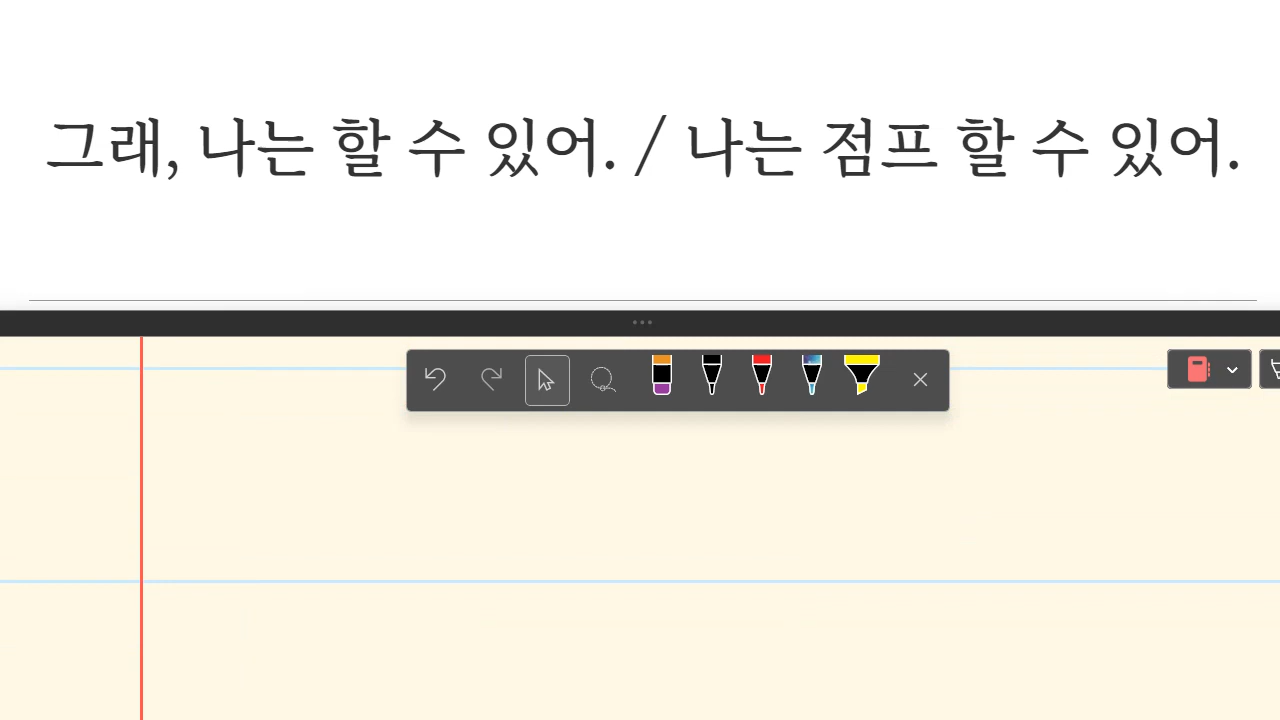 그래, 나는 할 수 있어. / 나는 점프 할 수 있어.